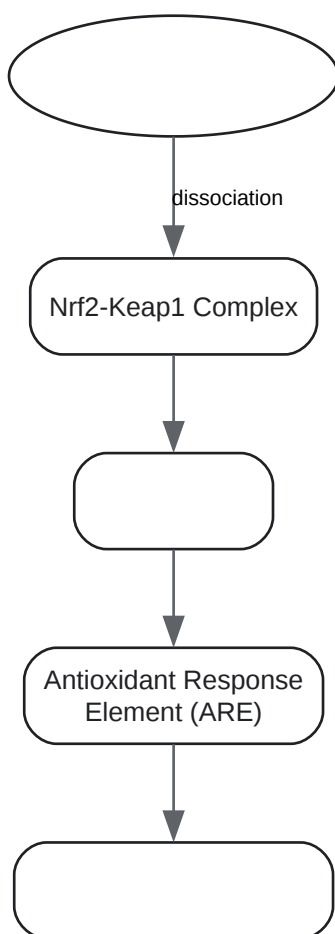 dissociation
Nrf2-Keap1 Complex
Antioxidant Response
Element (ARE)